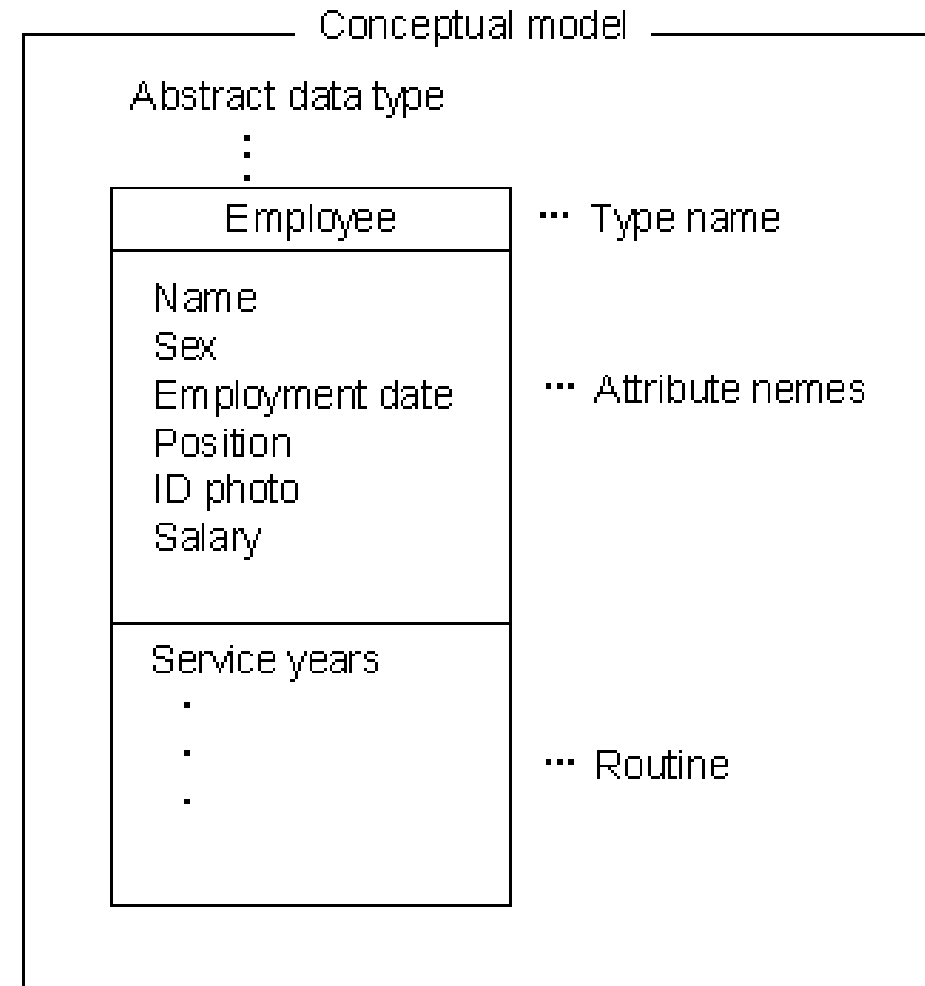 Conceptual model
Abstract data type
Employee
... Type name
Name
Sex
Employment date
... Attribute nemes
Position
ID photo
Salary
Service years
... Routine